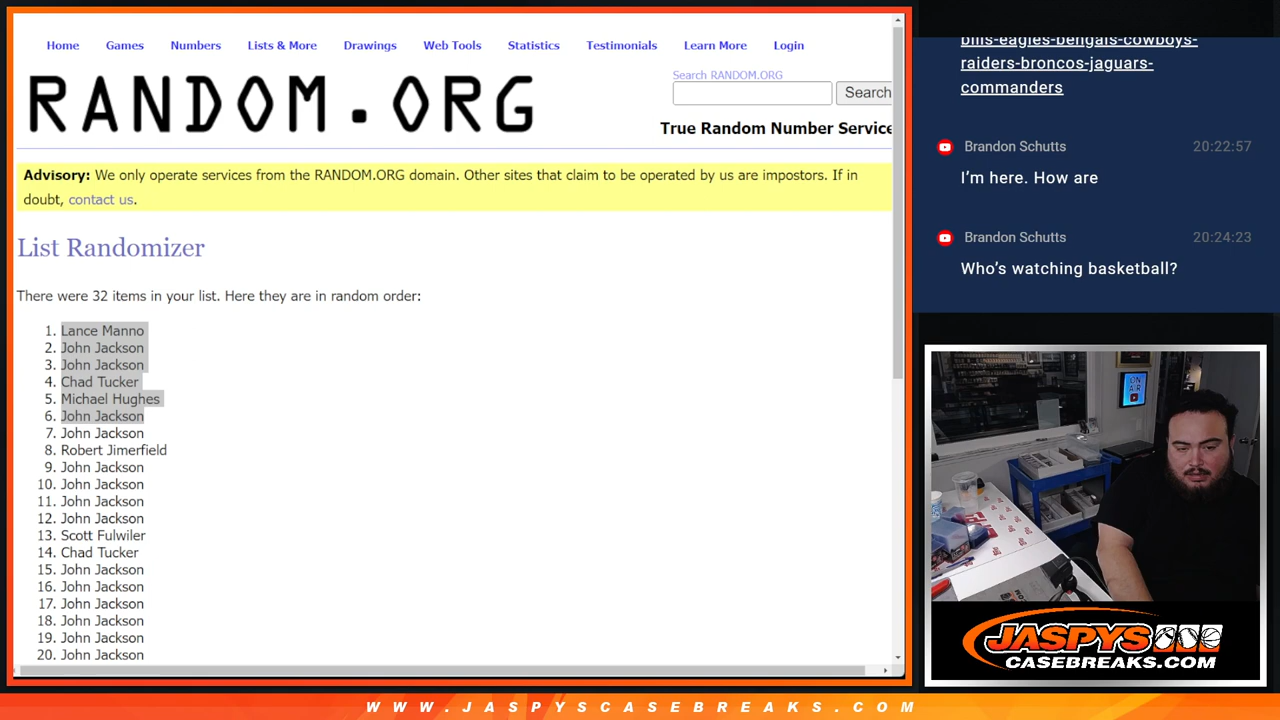 Home Games Numbers Lists & More Drawings Web Tools Statistics Testimonials Learn More Login
RANDOM.ORG
Search RANDOM.ORG
Search
True Random Number Service
Advisory: We only operate services from the RANDOM.ORG domain. Other sites that claim to be operated by us are impostors. If in
doubt, contact us.
List Randomizer
There were 32 items in your list. Here they are in random order:
1. Lance Manno
2. John Jackson
3. John Jackson
4. Chad Tucker
5. Michael Hughes
6. John Jackson
7. John Jackson
8. Robert Jimerfield
9. John Jackson
10. John Jackson
11. John Jackson
12. John Jackson
13. Scott Fulwiler
14. Chad Tucker
15. John Jackson
16. John Jackson
17. John Jackson
18. John Jackson
19. John Jackson
20. John Jackson
bills-eagles-bengals-cowboys-
raiders-broncos-jaguars-
commanders
Brandon Schutts 20:22:57
I’m here. How are
Brandon Schutts 20:24:23
Who’s watching basketball?
ON
AIR
JASPYS
CASEBREAKS.COM
WWW.JASPYSCASEBREAKS.COM